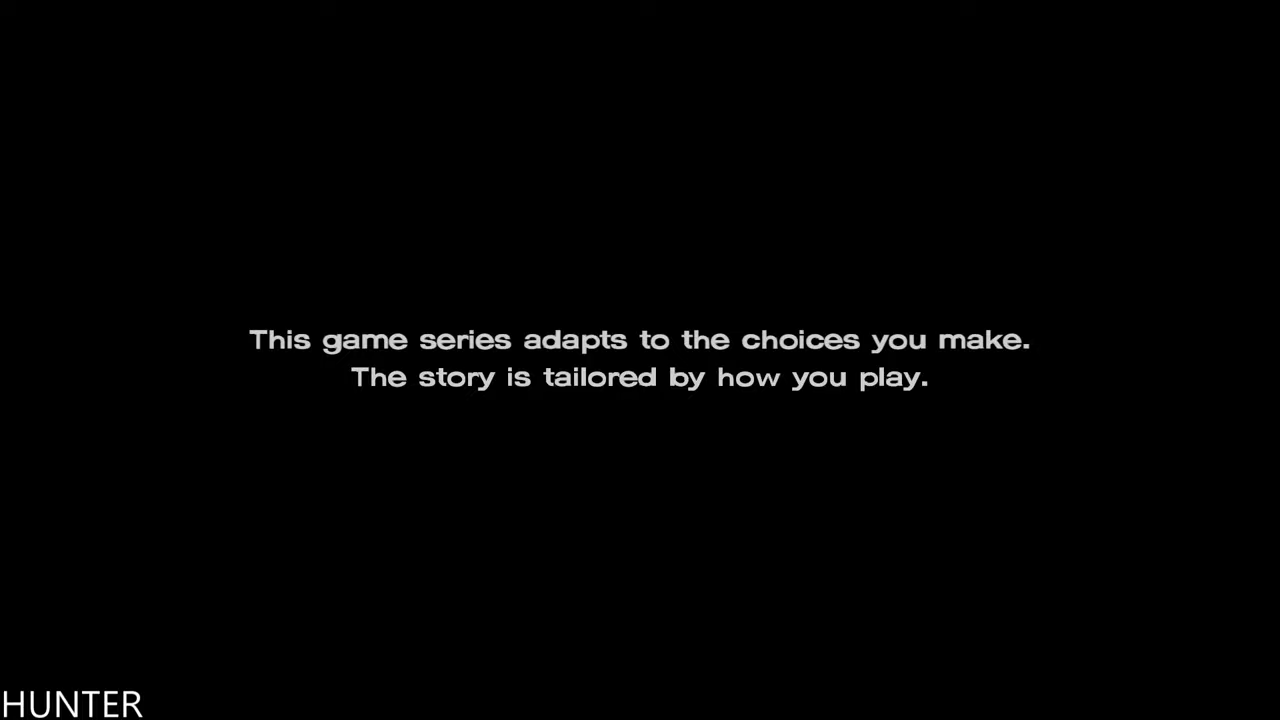 This game series adapts to the choices you make.
The story is tailored by how you play.
HUNTER